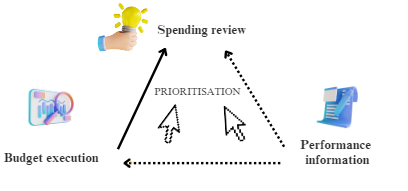 Spending review
PRIORITISATION
Budget execution
Performance
information